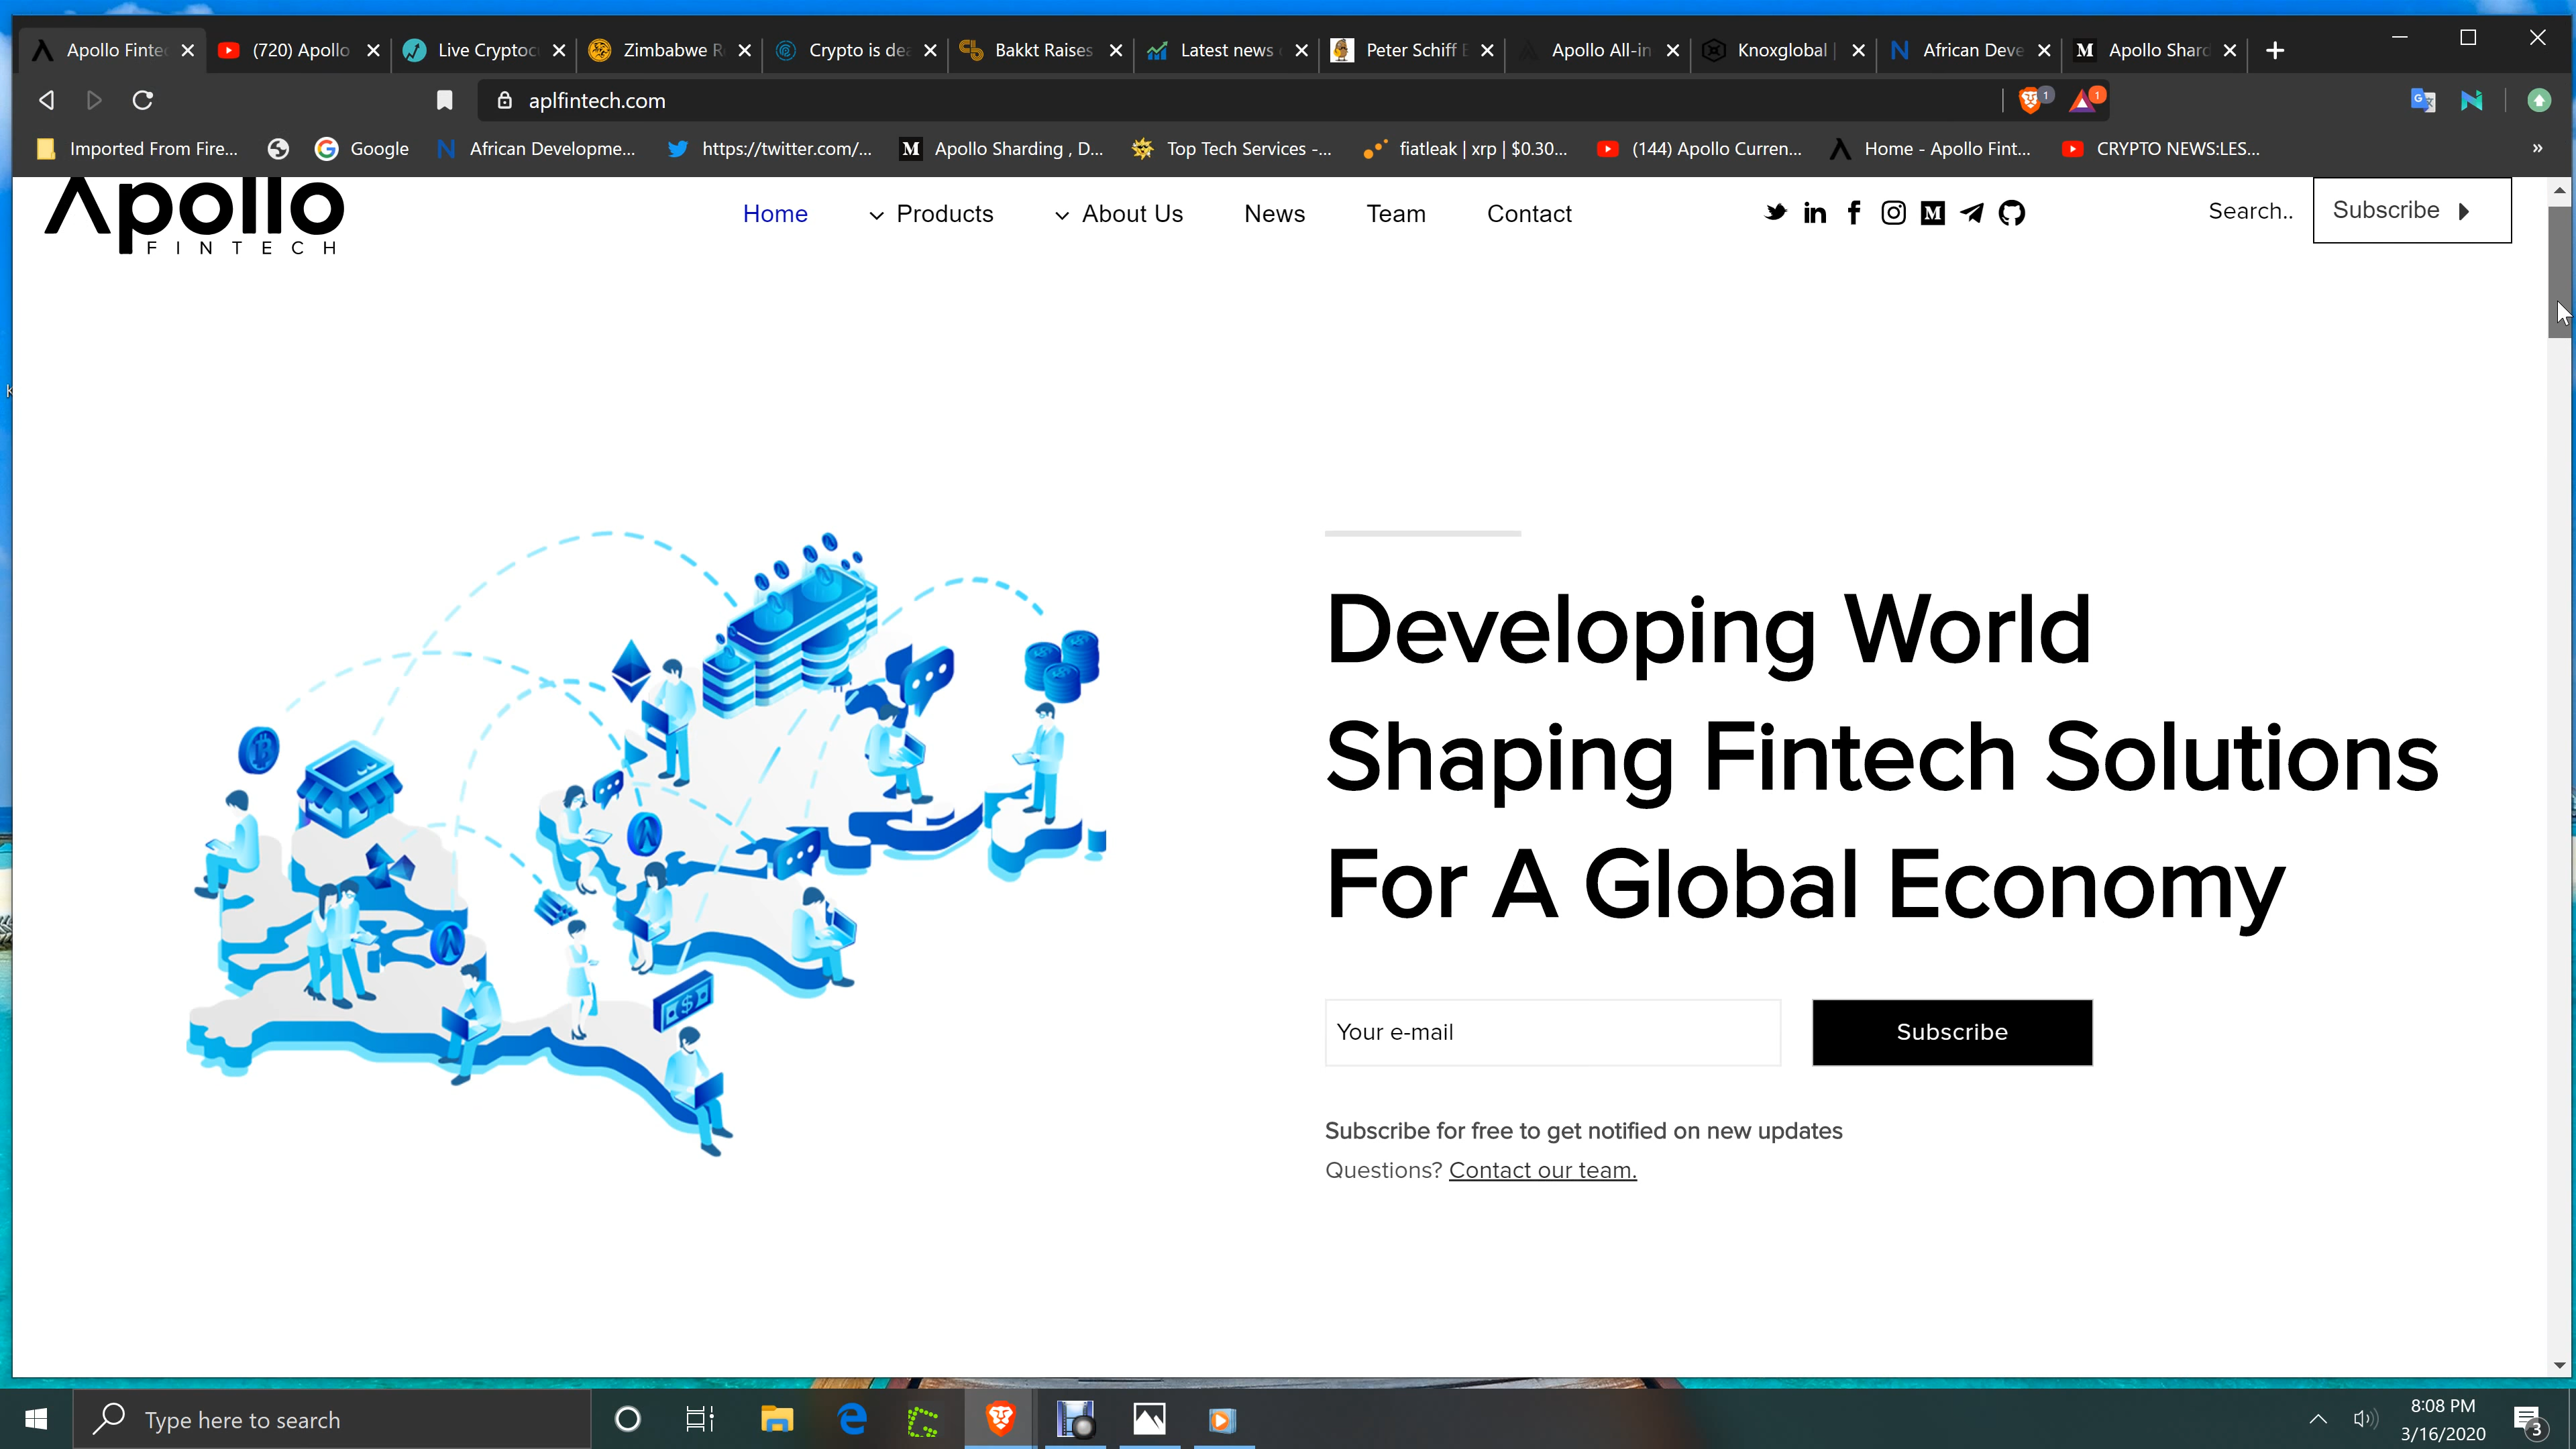 Apollo Finte
(720) Apollo
Live Cryptoc
Zimbabwe R
Crypto is dea
Bakkt Raises
Latest news
Peter Schiff
Apollo All-in
Knoxglobal |
African Deve
Apollo Shard
aplfintech.com
1
1
Imported From Fire...
Google
African Developme...
https://twitter.com/...
Apollo Sharding , D...
Top Tech Services -...
fiatleak | xrp | $0.30...
(144) Apollo Curren...
Home - Apollo Fint...
CRYPTO NEWS:LES...
»
Apollo
FINTECH
Home
Products
About Us
News
Team
Contact
Search..
Subscribe
Developing World
Shaping Fintech Solutions
For A Global Economy
Your e-mail
Subscribe
Subscribe for free to get notified on new updates
Questions? Contact our team.
Type here to search
8:08 PM
3/16/2020
3